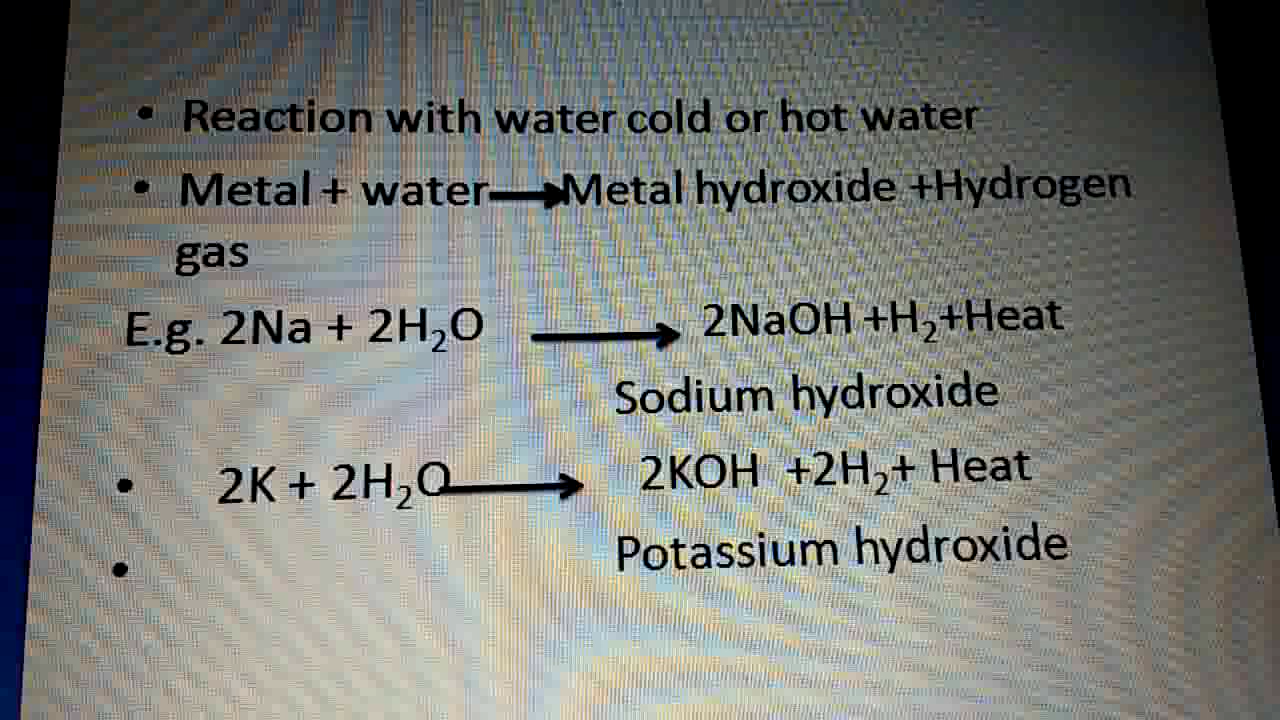 • Reaction with water cold or hot water
• Metal + water→Metal hydroxide +Hydrogen
gas
E.g. 2Na + 2H₂O → 2NaOH +H₂+Heat
Sodium hydroxide
• 2K + 2H₂O → 2KOH +2H₂+ Heat
• Potassium hydroxide